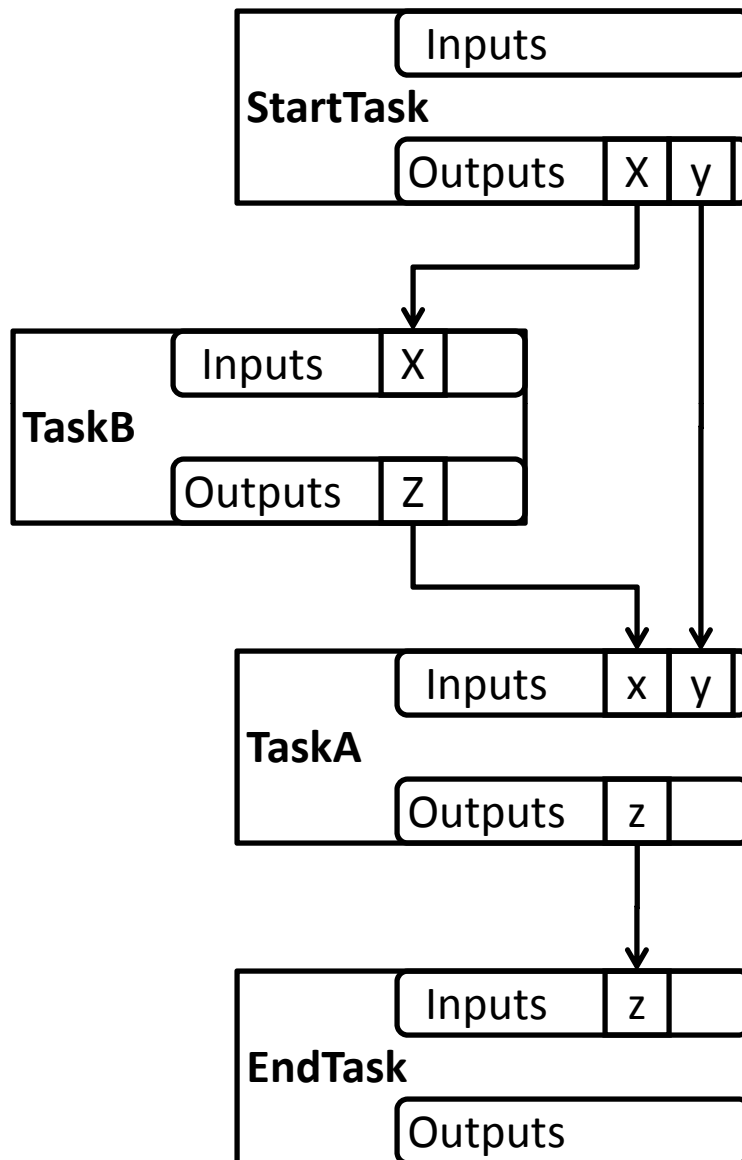 Inputs
StartTask
Outputs X y
Inputs X
TaskB
Outputs Z
Inputs x y
TaskA
Outputs z
Inputs z
EndTask
Outputs